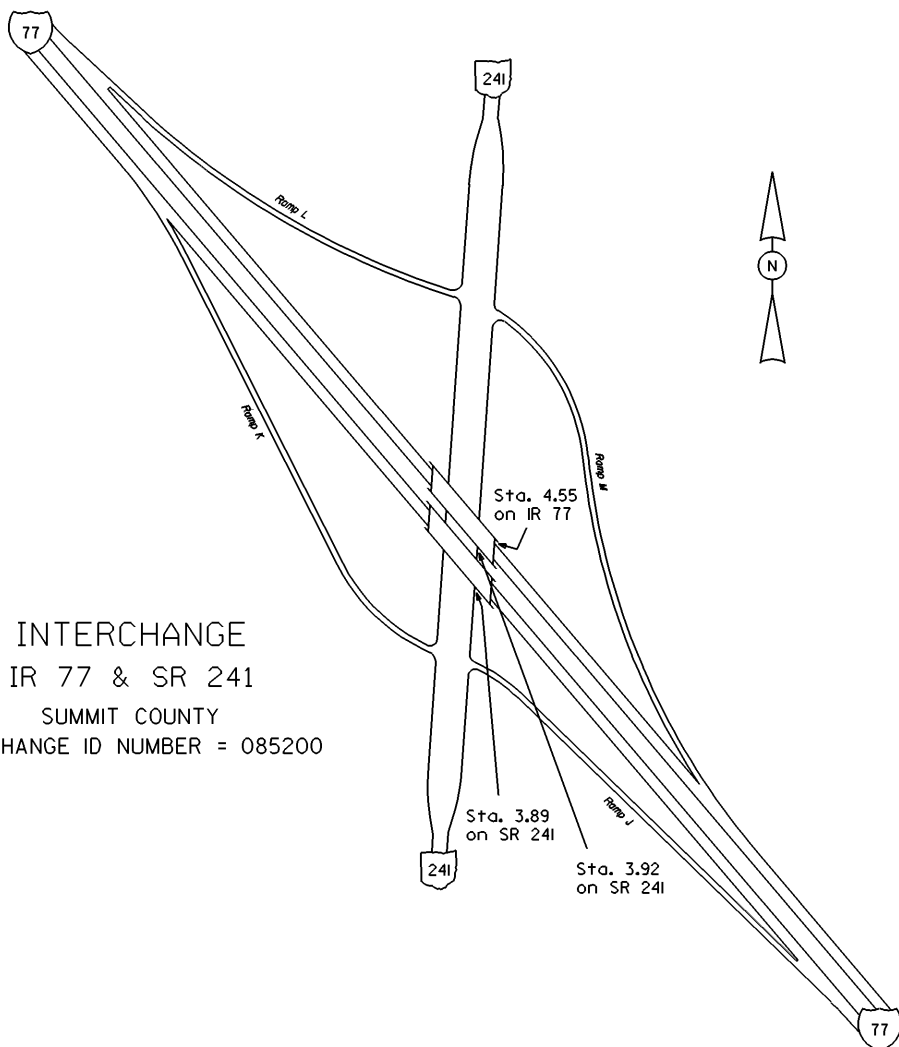 77
241
Ramp L
N
Ramp K
Ramp M
Sta. 4.55
on IR 77
INTERCHANGE
IR 77 & SR 241
SUMMIT COUNTY
HANGE ID NUMBER = 085200
Ramp J
Sta. 3.89
on SR 241
Sta. 3.92
on SR 241
241
77